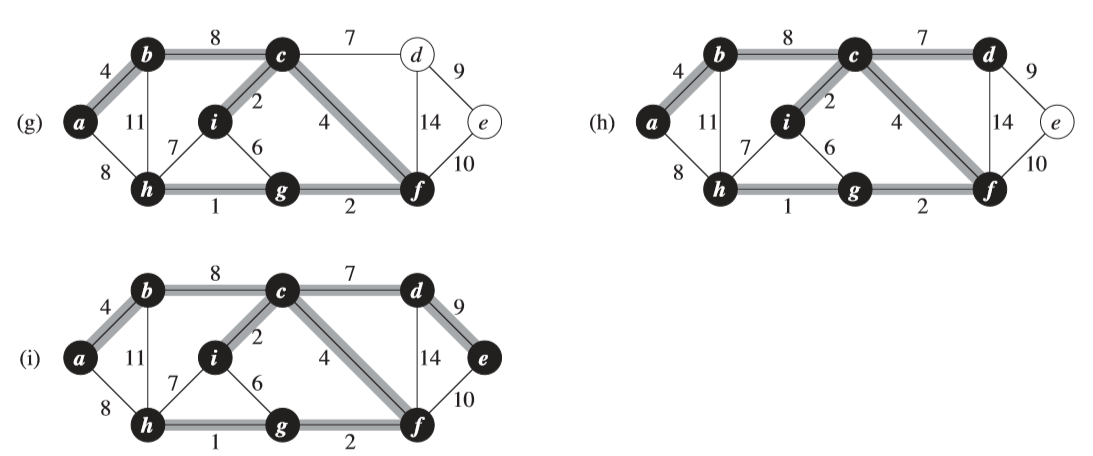 8 7 8 7
b c d b c d
4 9 4 9
2 2
(g) a 11 i 4 14 e (h) a 11 i 4 14 e
7 6 7 6
8 10 8 10
h g f h g f
1 2 1 2
8 7
b c d
4 9
2
(i) a 11 i 4 14 e
7 6
8 10
h g f
1 2